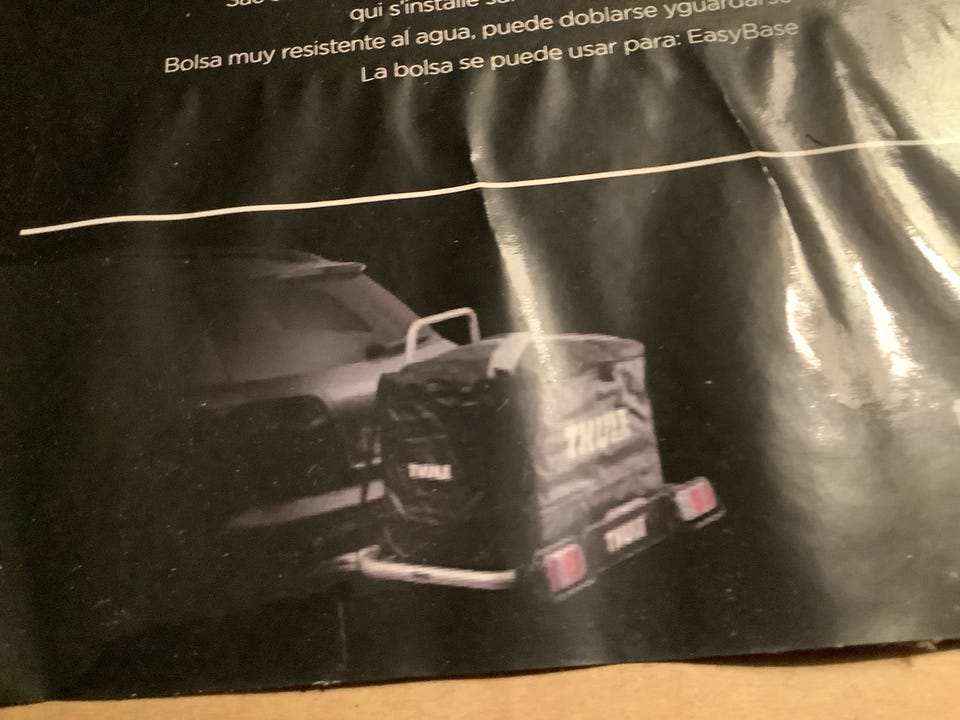 qui s'installe
Bolsa muy resistente al agua, puede doblarse yguardarse
La bolsa se puede usar para: EasyBase
THULE
THULE
THULE